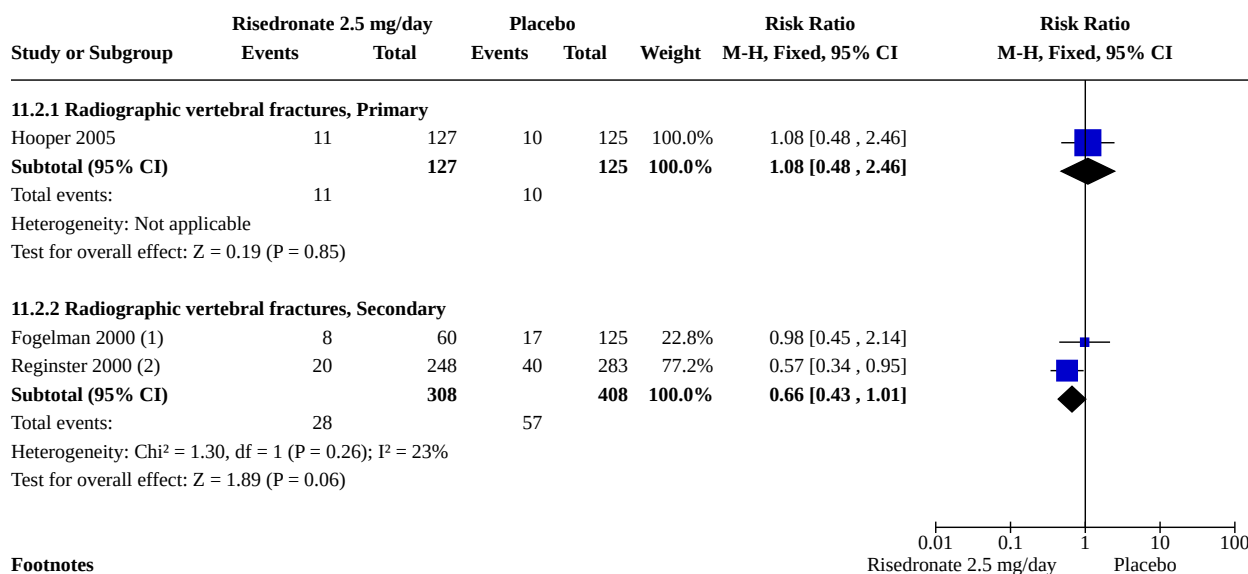 Risedronate 2.5 mg/day Placebo Risk Ratio Risk Ratio
Study or Subgroup Events Total Events Total Weight M-H, Fixed, 95% CI M-H, Fixed, 95% CI
11.2.1 Radiographic vertebral fractures, Primary
Hooper 2005 11 127 10 125 100.0% 1.08 [0.48 , 2.46]
Subtotal (95% CI) 127 125 100.0% 1.08 [0.48 , 2.46]
Total events: 11 10
Heterogeneity: Not applicable
Test for overall effect: Z = 0.19 (P = 0.85)
11.2.2 Radiographic vertebral fractures, Secondary
Fogelman 2000 (1) 8 60 17 125 22.8% 0.98 [0.45 , 2.14]
Reginster 2000 (2) 20 248 40 283 77.2% 0.57 [0.34 , 0.95]
Subtotal (95% CI) 308 408 100.0% 0.66 [0.43 , 1.01]
Total events: 28 57
Heterogeneity: Chi² = 1.30, df = 1 (P = 0.26); I² = 23%
Test for overall effect: Z = 1.89 (P = 0.06)
0.01 0.1 1 10 100
Footnotes Risedronate 2.5 mg/day Placebo